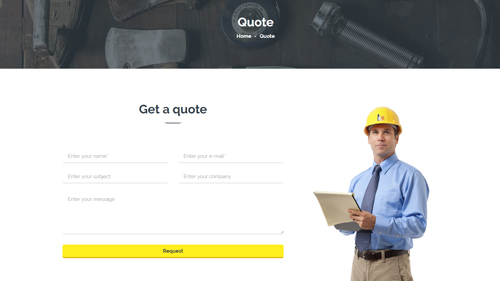 Quote
Home - Quote
Get a quote
Enter your name*
Enter your e-mail*
Enter your subject
Enter your company
Enter your message
Request